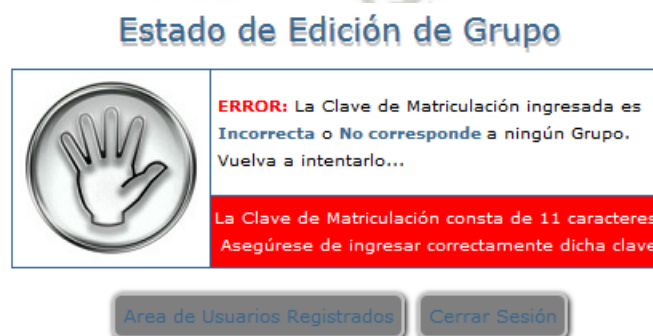 Estado de Edición de Grupo
ERROR: La Clave de Matriculación ingresada es
Incorrecta o No corresponde a ningún Grupo.
Vuelva a intentarlo...
La Clave de Matriculación consta de 11 caracteres
Asegúrese de ingresar correctamente dicha clave
Area de Usuarios Registrados
Cerrar Sesión